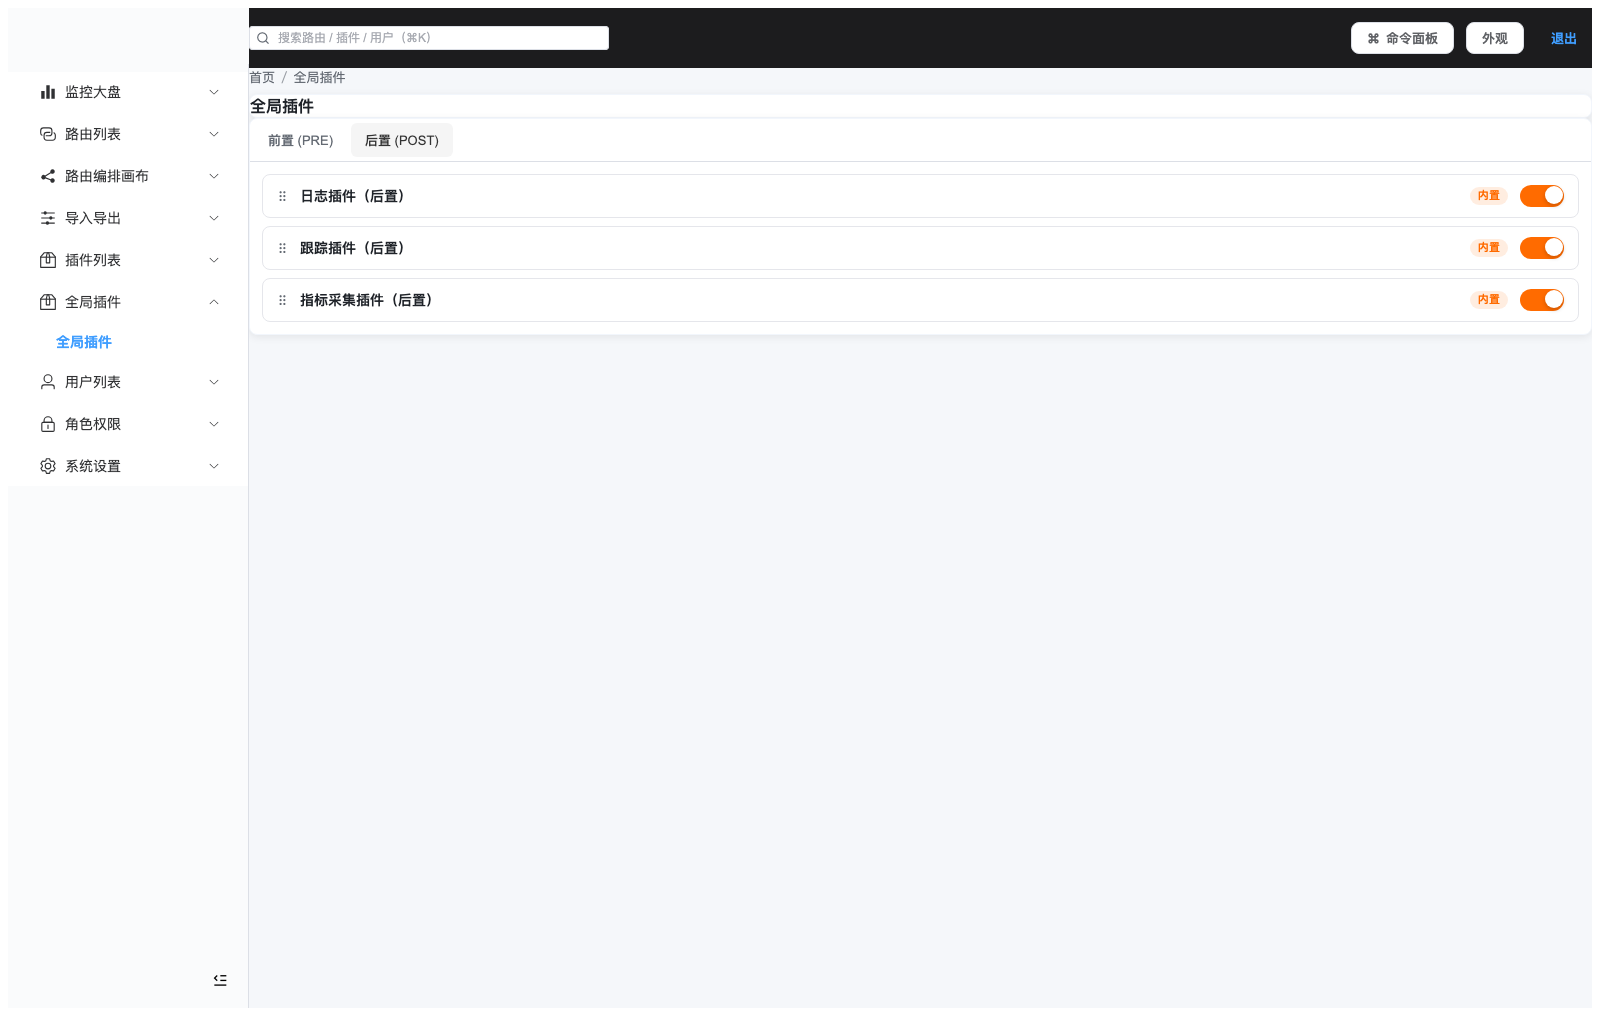 搜索路由 / 插件 / 用户（⌘K）
⌘ 命令面板
外观
退出
监控大盘
路由列表
路由编排画布
导入导出
插件列表
全局插件
全局插件
用户列表
角色权限
系统设置
首页 / 全局插件
全局插件
前置 (PRE)
后置 (POST)
日志插件（后置）
内置
跟踪插件（后置）
内置
指标采集插件（后置）
内置